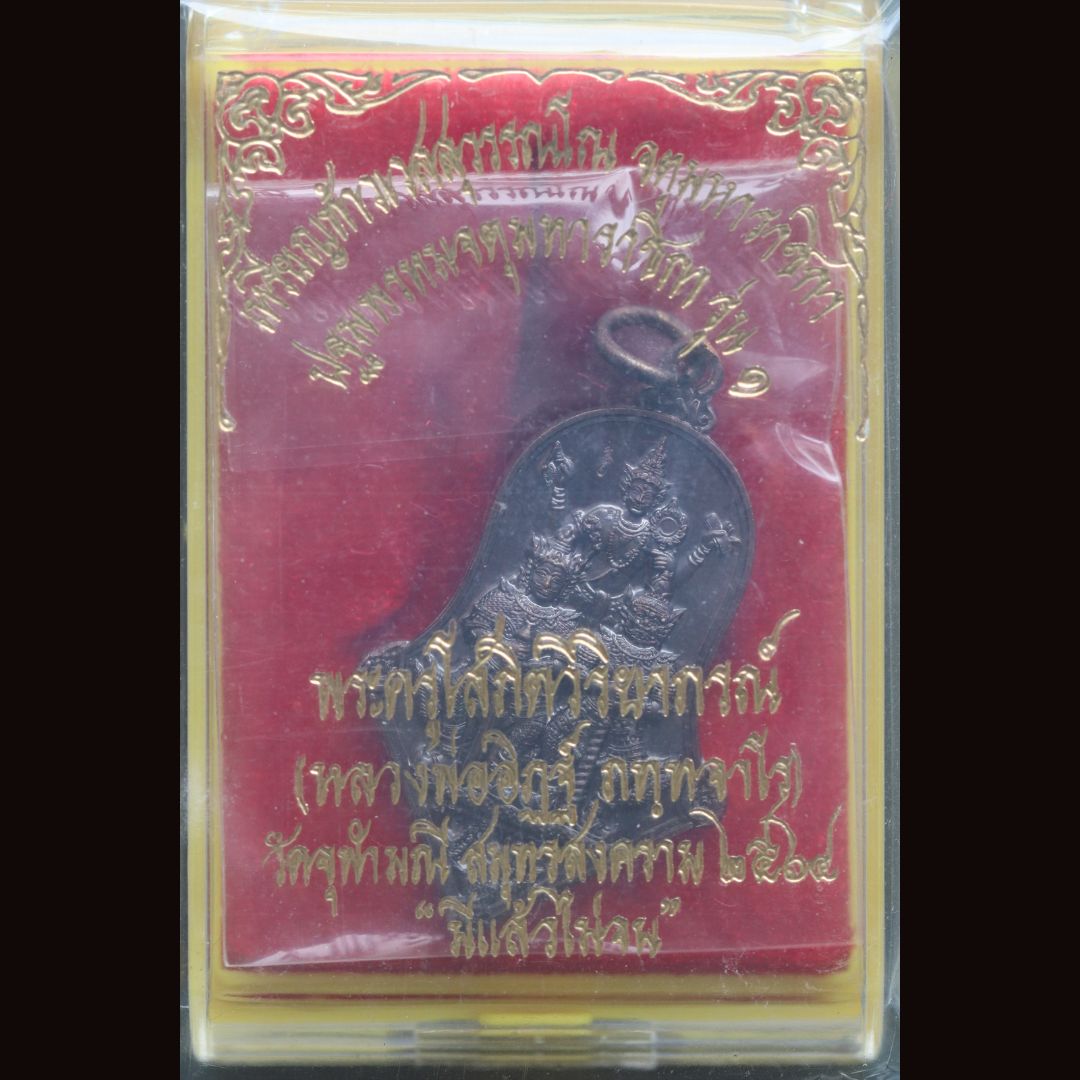 เหรียญท้าวเวสสุวรรณโณ จตุมหาราชิกา
พรหมจตุมหาราชิกา รุ่น ๑
พระครูโสภิตวิริยาภรณ์
(หลวงพ่ออิฏฐ์ ภทฺทจาโร)
วัดจุฬามณี สมุทรสงคราม ๒๕๖๔
“มีแล้วไม่จน”